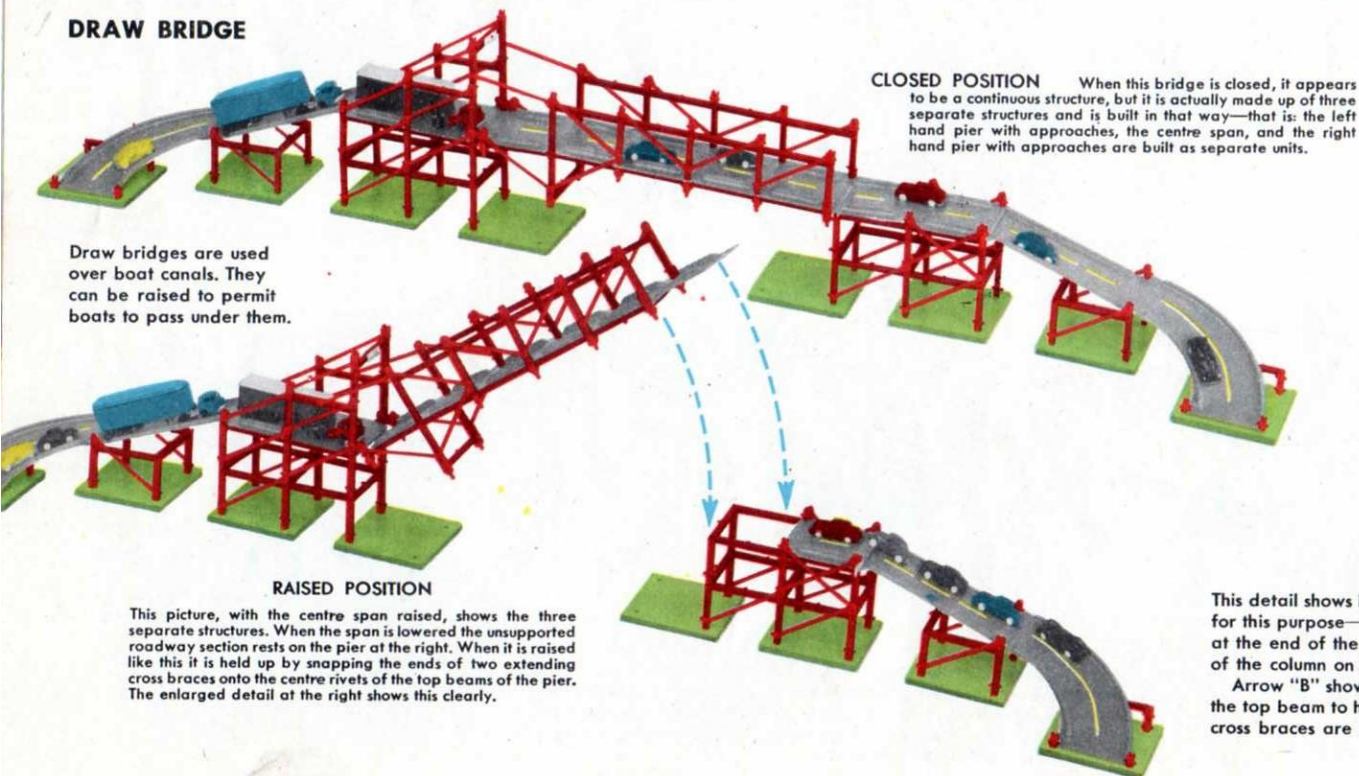 DRAW BRIDGE
CLOSED POSITION When this bridge is closed, it appears
to be a continuous structure, but it is actually made up of three
separate structures and is built in that way—that is: the left
hand pier with approaches, the centre span, and the right
hand pier with approaches are built as separate units.
Draw bridges are used
over boat canals. They
can be raised to permit
boats to pass under them.
RAISED POSITION
This picture, with the centre span raised, shows the three
separate structures. When the span is lowered the unsupported
roadway section rests on the pier at the right. When it is raised
like this it is held up by snapping the ends of two extending
cross braces onto the centre rivets of the top beams of the pier.
The enlarged detail at the right shows this clearly.
This detail shows
for this purpose—
at the end of the
of the column on
Arrow "B"
the top beam to
cross braces are